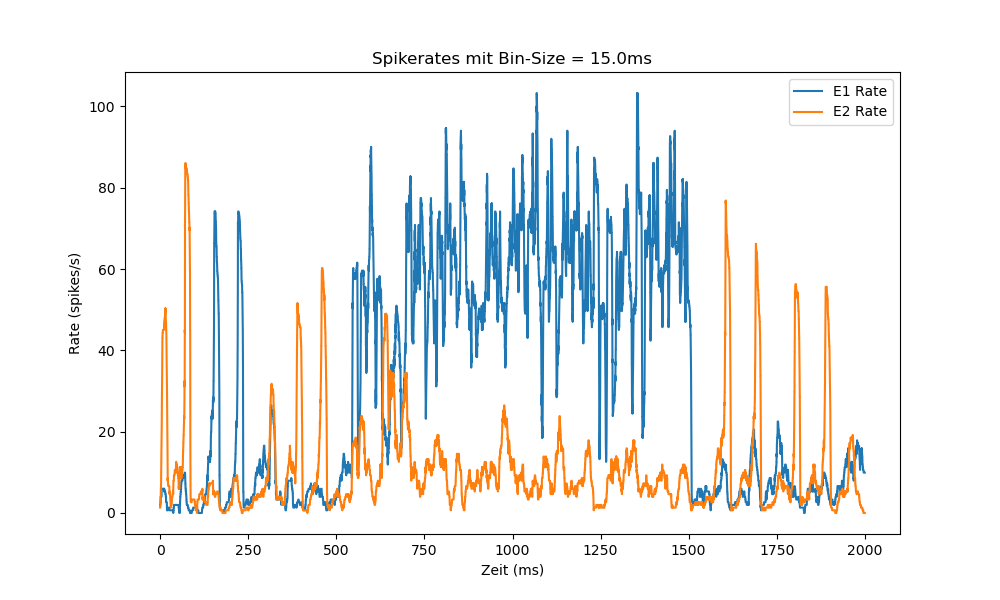 Spikerates mit Bin-Size = 15.0ms
E1 Rate
E2 Rate
Rate (spikes/s)
100
80
60
40
20
0
0 250 500 750 1000 1250 1500 1750 2000
Zeit (ms)